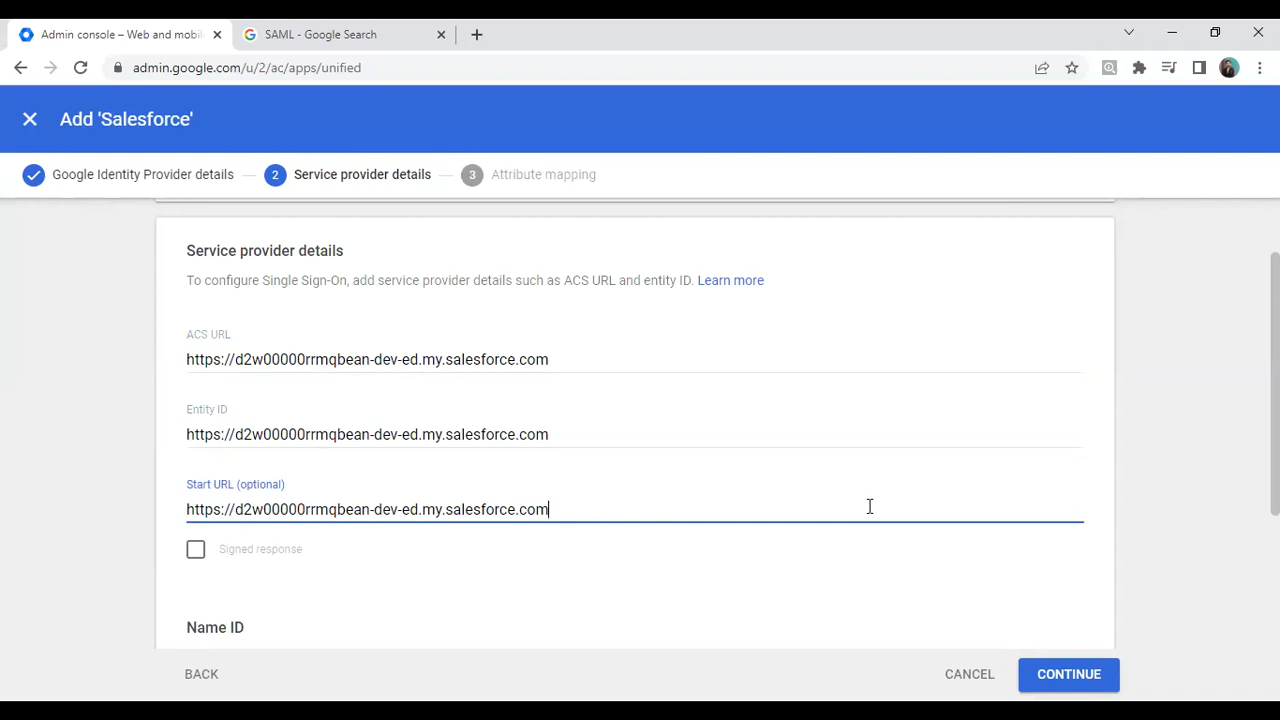 Admin console – Web and mobil
SAML - Google Search
admin.google.com/u/2/ac/apps/unified
Add 'Salesforce'
Google Identity Provider details
2 Service provider details
3 Attribute mapping
Service provider details
To configure Single Sign-On, add service provider details such as ACS URL and entity ID. Learn more
ACS URL
https://d2w00000rrmqbean-dev-ed.my.salesforce.com
Entity ID
https://d2w00000rrmqbean-dev-ed.my.salesforce.com
Start URL (optional)
https://d2w00000rrmqbean-dev-ed.my.salesforce.com
Signed response
Name ID
BACK
CANCEL
CONTINUE